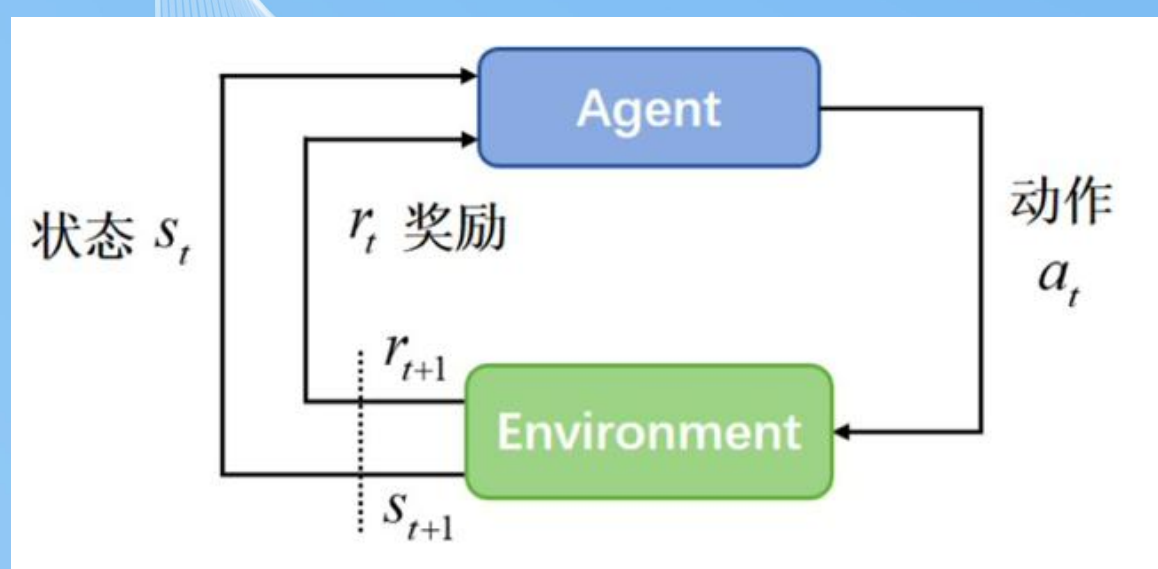 Agent
状态 s_t
r_t 奖励
动作
a_t
r_{t+1}
Environment
s_{t+1}